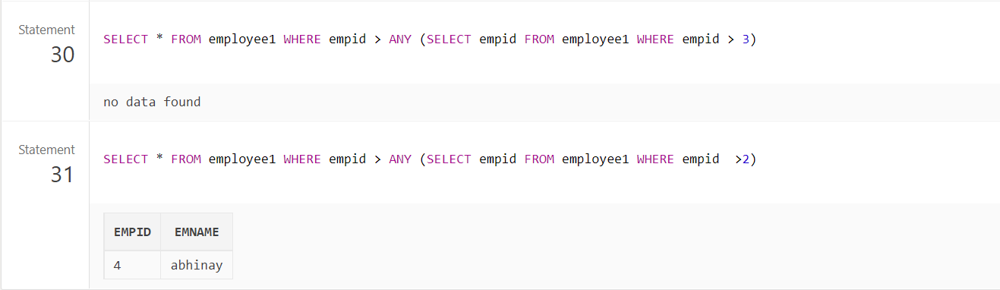 Statement
30
SELECT * FROM employee1 WHERE empid > ANY (SELECT empid FROM employee1 WHERE empid > 3)
no data found
Statement
31
SELECT * FROM employee1 WHERE empid > ANY (SELECT empid FROM employee1 WHERE empid  >2)
EMPID EMNAME
4 abhinay